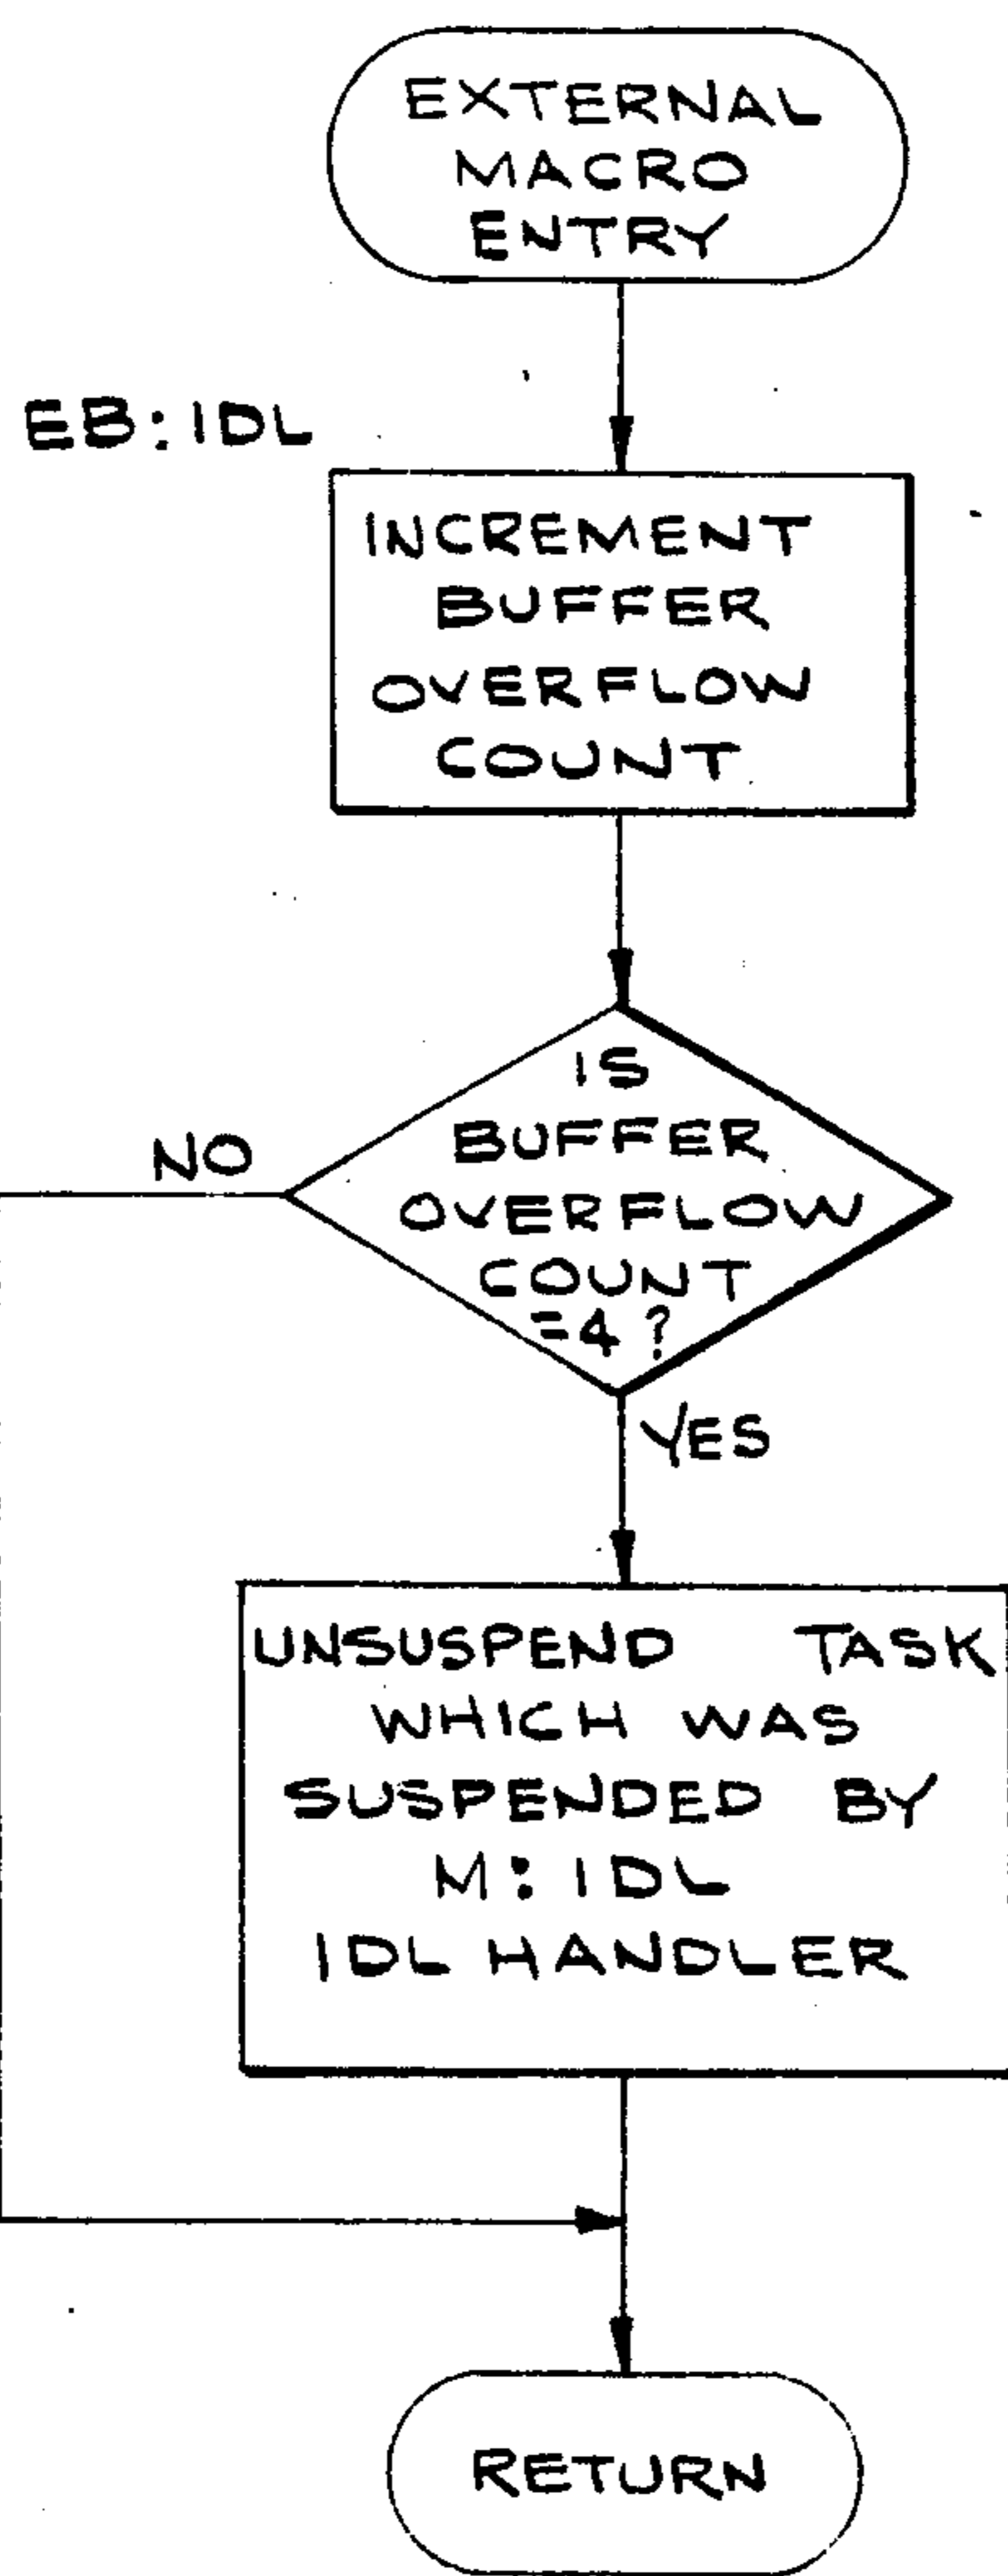 EXTERNAL
MACRO
ENTRY
EB:IDL
INCREMENT
BUFFER
OVERFLOW
COUNT
IS
BUFFER
OVERFLOW
COUNT
=4?
NO
YES
UNSUSPEND TASK
WHICH WAS
SUSPENDED BY
M:IDL
IDL HANDLER
RETURN